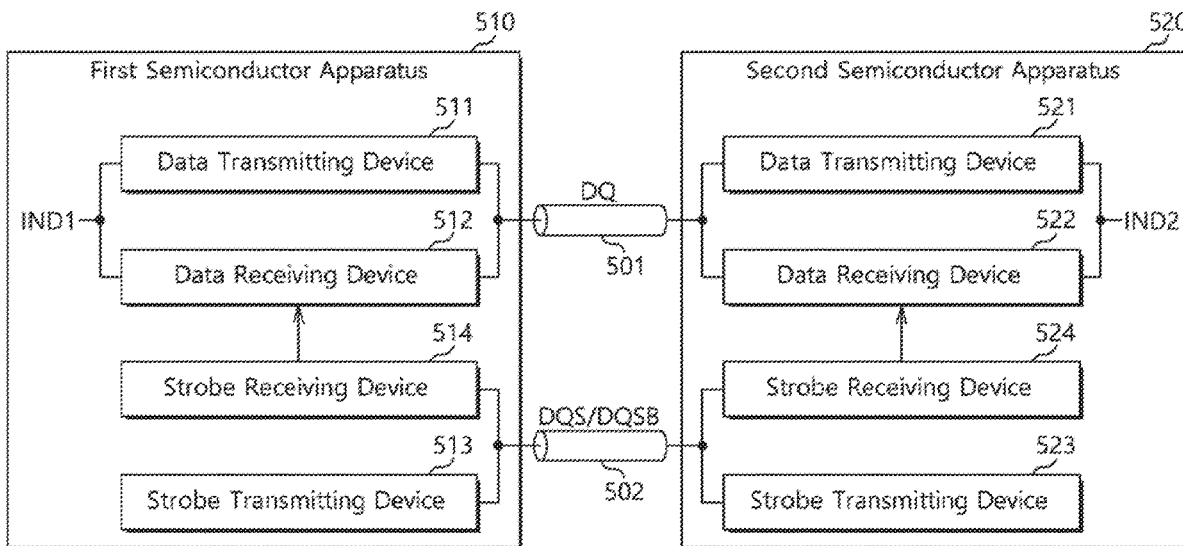 510
520
First Semiconductor Apparatus
Second Semiconductor Apparatus
511
521
Data Transmitting Device
Data Transmitting Device
DQ
IND1
512
522
IND2
501
Data Receiving Device
Data Receiving Device
514
524
Strobe Receiving Device
Strobe Receiving Device
DQS/DQSB
513
523
502
Strobe Transmitting Device
Strobe Transmitting Device